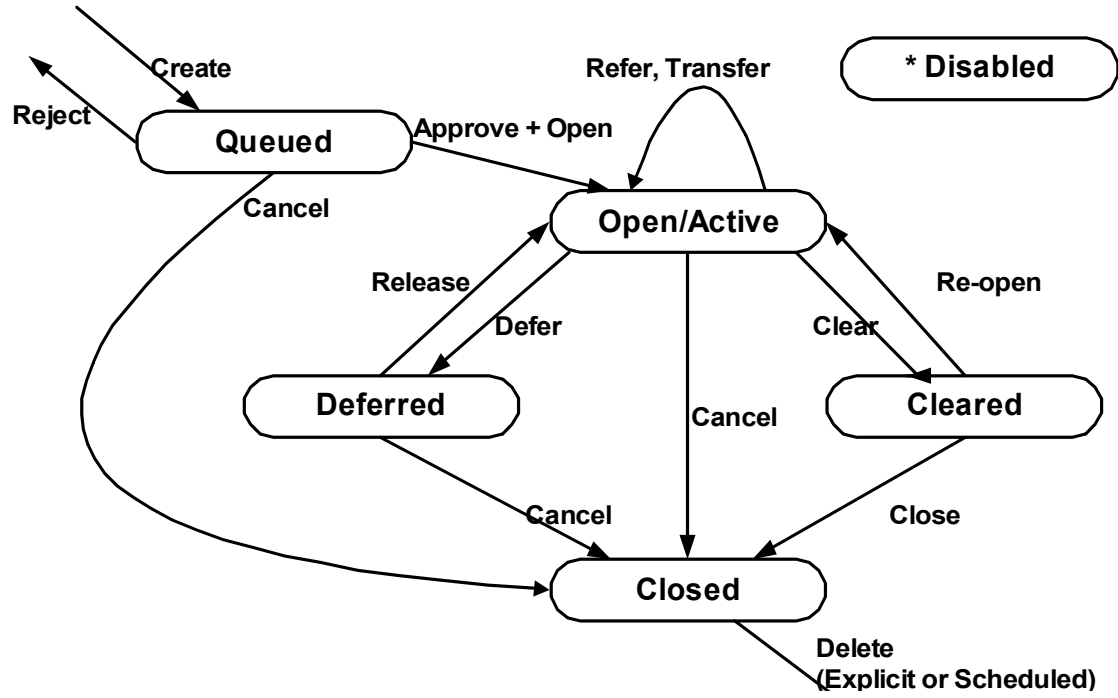 Create
Refer, Transfer
* Disabled
Reject
Queued
Approve + Open
Cancel
Open/Active
Release
Re-open
Defer
Clear
Deferred
Cancel
Cleared
Cancel
Close
Closed
Delete
(Explicit or Scheduled)